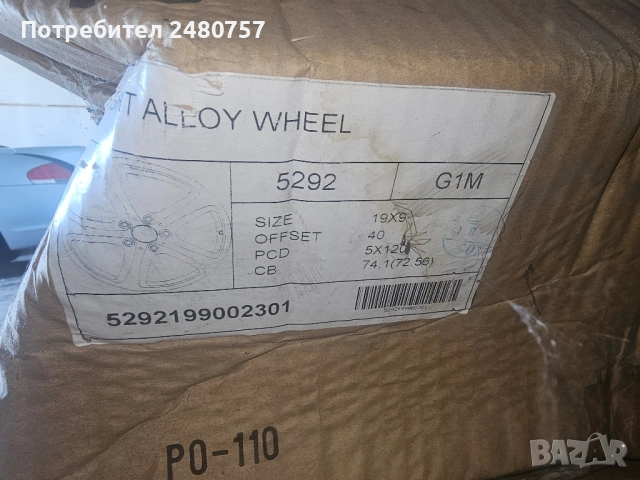 Потребител 2480757
ALLOY WHEEL
5292 G1M
SIZE 19X9
OFFSET 40
PCD 5X120
CB 74.1(72.56)
5292199002301
5292199002301
PO-110
bazar